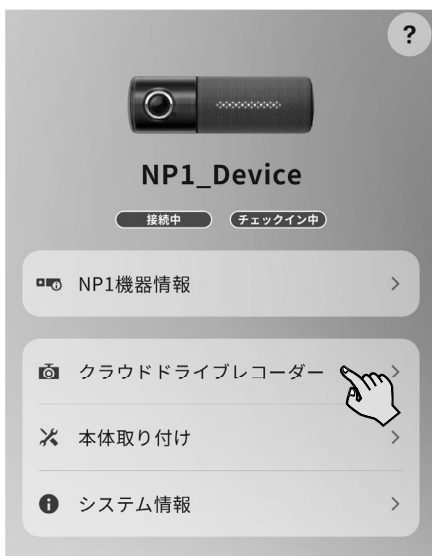 ?
NP1_Device
接続中 チェックイン中
NP1機器情報
クラウドドライブレコーダー
本体取り付け
システム情報